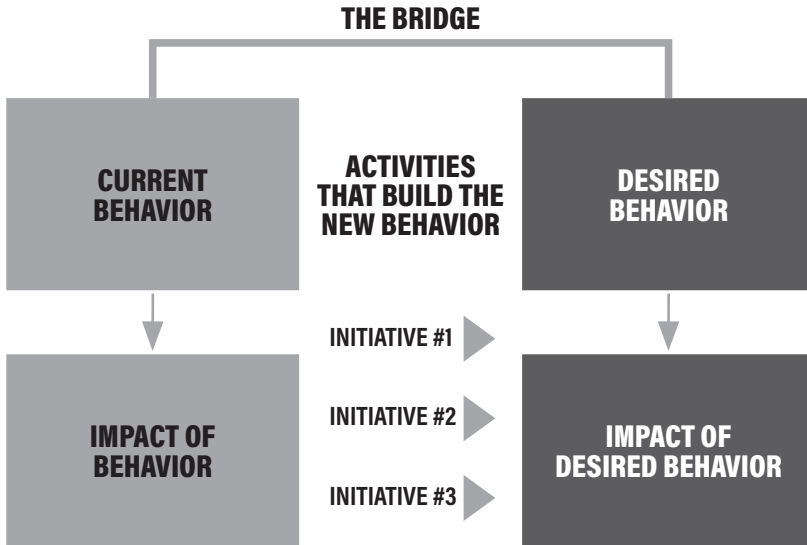 THE BRIDGE
CURRENT
BEHAVIOR
ACTIVITIES
THAT BUILD THE
NEW BEHAVIOR
DESIRED
BEHAVIOR
INITIATIVE #1
INITIATIVE #2
INITIATIVE #3
IMPACT OF
BEHAVIOR
IMPACT OF
DESIRED BEHAVIOR